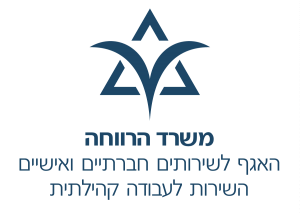 משרד הרווחה
האגף לשירותים חברתיים ואישיים
השירות לעבודה קהילתית